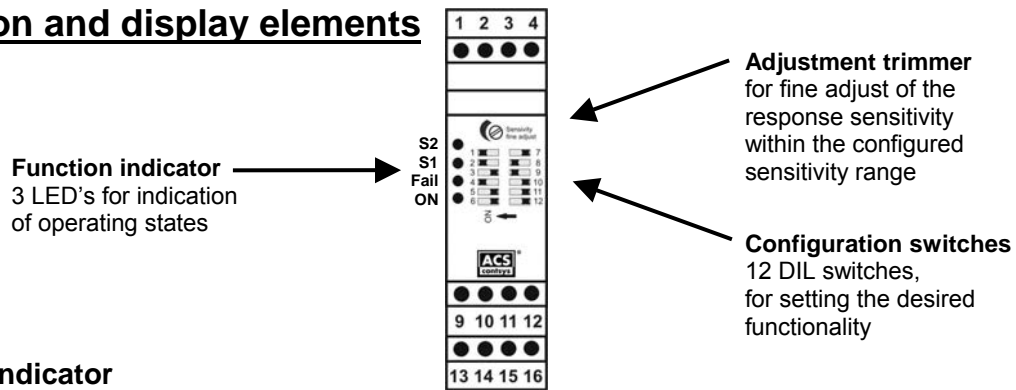 on and display elements
1 2 3 4
Sensivity
fine adjust
S2
S1
Fail
ON
1 7
2 8
3 9
4 10
5 11
6 12
ON
ACS
contsys
9 10 11 12
13 14 15 16
Function indicator
3 LED's for indication
of operating states
Adjustment trimmer
for fine adjust of the
response sensitivity
within the configured
sensitivity range
Configuration switches
12 DIL switches,
for setting the desired
functionality
ndicator